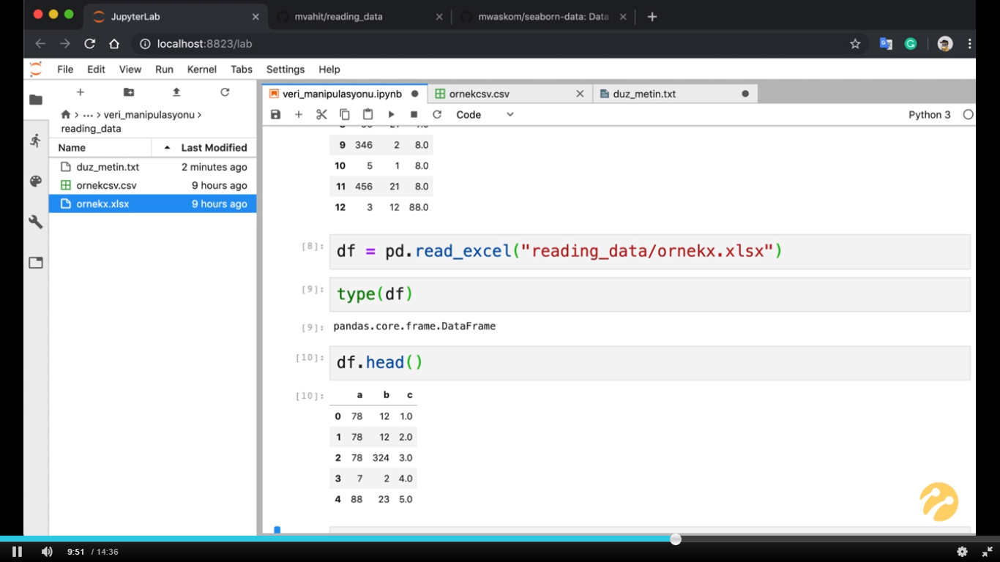 JupyterLab
mvahit/reading_data
mwaskom/seaborn-data: Data
localhost:8823/lab
File Edit View Run Kernel Tabs Settings Help
veri_manipulasyonu.ipynb
ornekcsv.csv
duz_metin.txt
... > veri_manipulasyonu >
reading_data
Code
Python 3
Name Last Modified
duz_metin.txt 2 minutes ago
ornekcsv.csv 9 hours ago
ornekx.xlsx 9 hours ago
9 346 2 8.0
10 5 1 8.0
11 456 21 8.0
12 3 12 88.0
[8]: df = pd.read_excel("reading_data/ornekx.xlsx")
[9]: type(df)
[9]: pandas.core.frame.DataFrame
[10]: df.head()
[10]: a b c
0 78 12 1.0
1 78 12 2.0
2 78 324 3.0
3 7 2 4.0
4 88 23 5.0
9:51 / 14:36